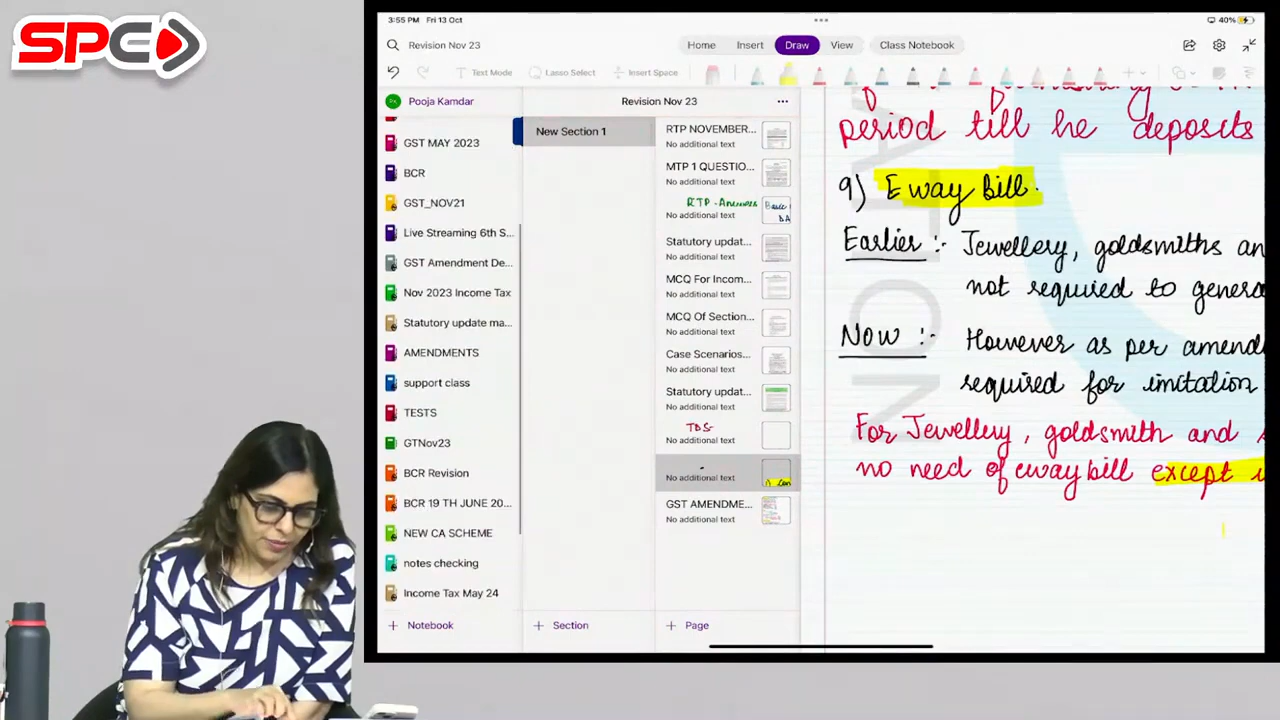 SPC
3:55 PM Fri 13 Oct
40%
Revision Nov 23
Home Insert Draw View Class Notebook
Text Mode Lasso Select Insert Space
PK Pooja Kamdar
GST MAY 2023
BCR
GST_NOV21
Live Streaming 6th S...
GST Amendment De...
Nov 2023 Income Tax
Statutory update ma...
AMENDMENTS
support class
TESTS
GTNov23
BCR Revision
BCR 19 TH JUNE 20...
NEW CA SCHEME
notes checking
Income Tax May 24
+ Notebook
New Section 1
+ Section
Revision Nov 23
RTP NOVEMBER...
No additional text
MTP 1 QUESTIO...
No additional text
RTP - Answers
No additional text
Basic
Statutory updat...
No additional text
MCQ For Incom...
No additional text
MCQ Of Section...
No additional text
Case Scenarios...
No additional text
Statutory updat...
No additional text
TDS
No additional text
No additional text
GST AMENDME...
No additional text
+ Page
period till he deposits
9) E way Bill.
Earlier :- Jewellery, goldsmiths an
not required to genera
Now :- However as per amend
required for imitation
For Jewellery, goldsmith and
no need of eway bill except i